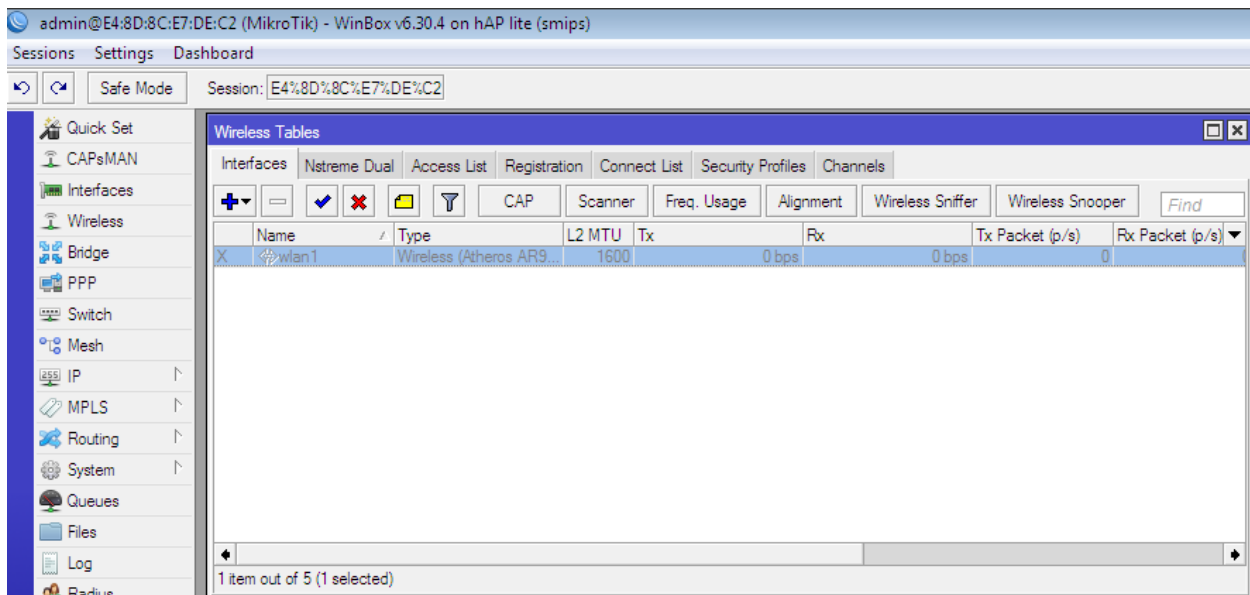 admin@E4:8D:8C:E7:DE:C2 (MikroTik) - WinBox v6.30.4 on hAP lite (smips)
Sessions Settings Dashboard
Safe Mode Session: E4%8D%8C%E7%DE%C2
Quick Set
CAPsMAN
Interfaces
Wireless
Bridge
PPP
Switch
Mesh
255 IP
MPLS
Routing
System
Queues
Files
Log
Radius
Wireless Tables
Interfaces Nstreme Dual Access List Registration Connect List Security Profiles Channels
CAP Scanner Freq. Usage Alignment Wireless Sniffer Wireless Snooper Find
Name Type L2 MTU Tx Rx Tx Packet (p/s) Rx Packet (p/s)
X wlan1 Wireless (Atheros AR9... 1600 0 bps 0 bps 0
1 item out of 5 (1 selected)